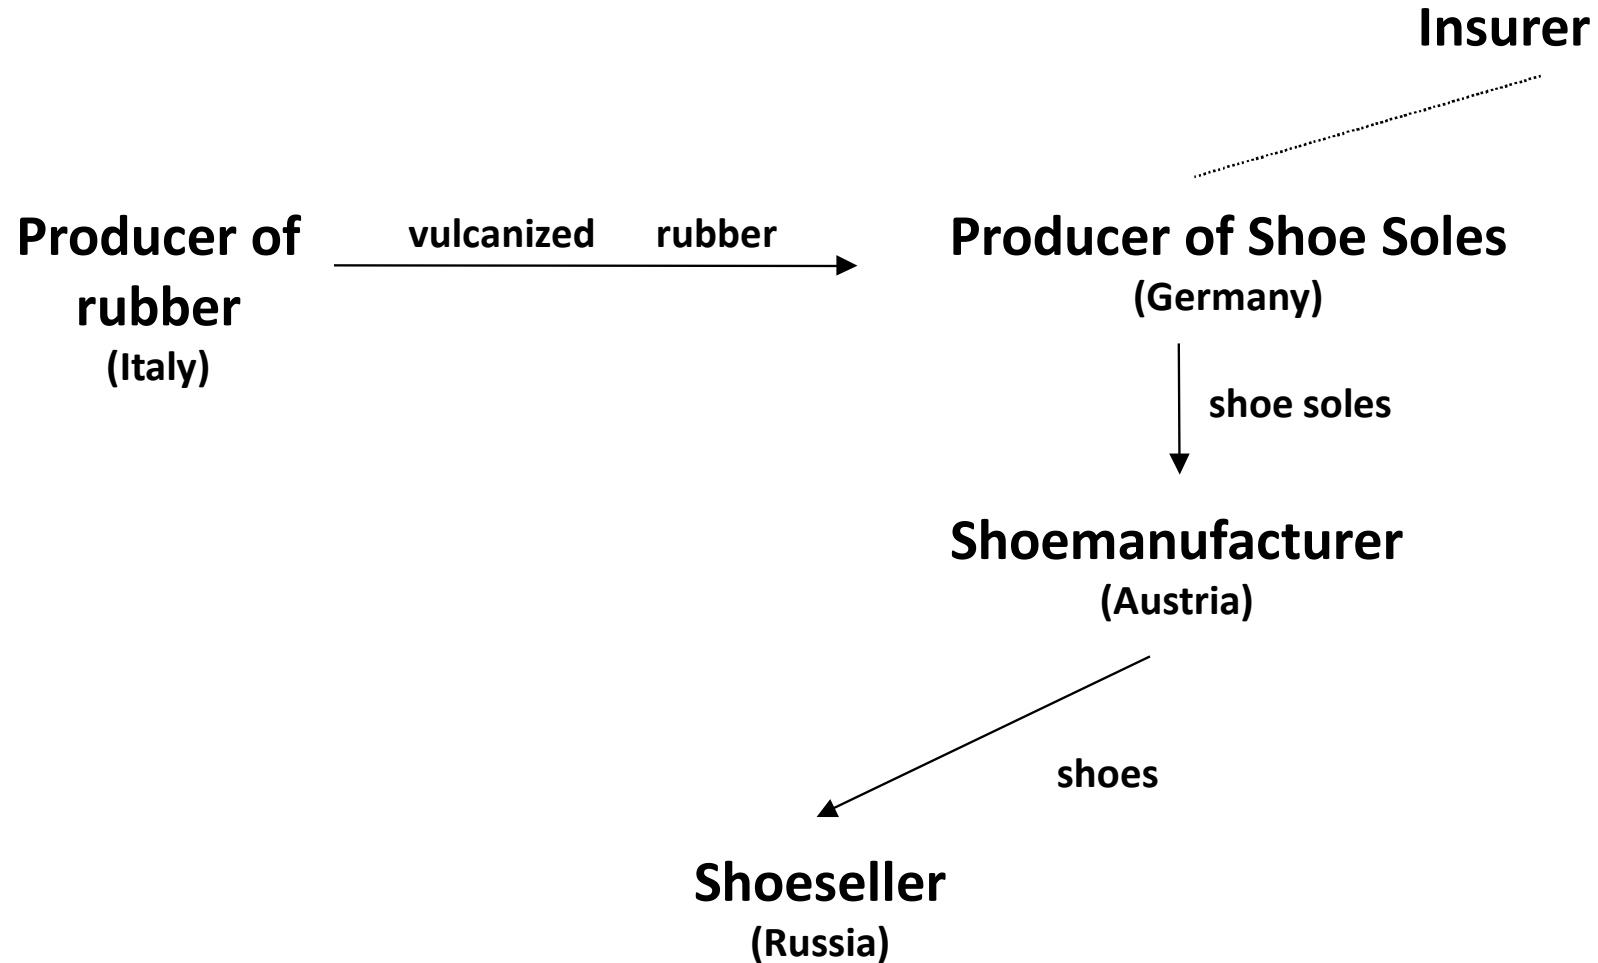 Insurer
Producer of
rubber
(Italy)
vulcanized rubber
Producer of Shoe Soles
(Germany)
shoe soles
Shoemanufacturer
(Austria)
shoes
Shoeseller
(Russia)